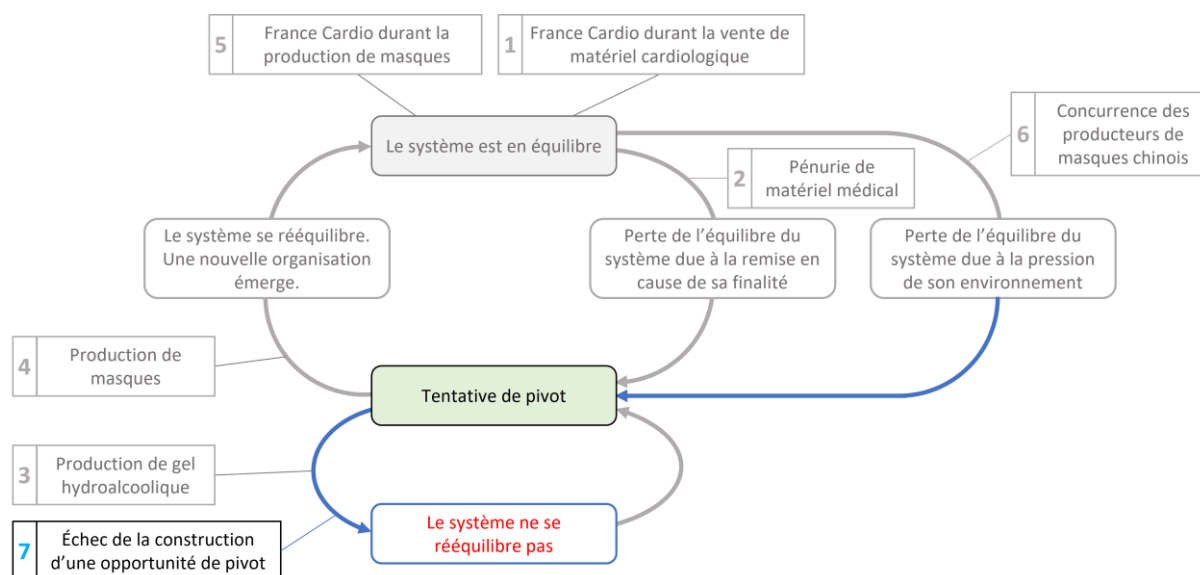 5
France Cardio durant la
production de masques
1
France Cardio durant la vente de
matériel cardiologique
6
Concurrence des
producteurs de
masques chinois
Le système est en équilibre
2
Pénurie de
matériel médical
Le système se rééquilibre.
Une nouvelle organisation
émerge.
Perte de l’équilibre du
système due à la remise en
cause de sa finalité
Perte de l’équilibre du
système due à la pression
de son environnement
4
Production de
masques
Tentative de pivot
3
Production de gel
hydroalcoolique
7
Échec de la construction
d’une opportunité de pivot
Le système ne se
rééquilibre pas